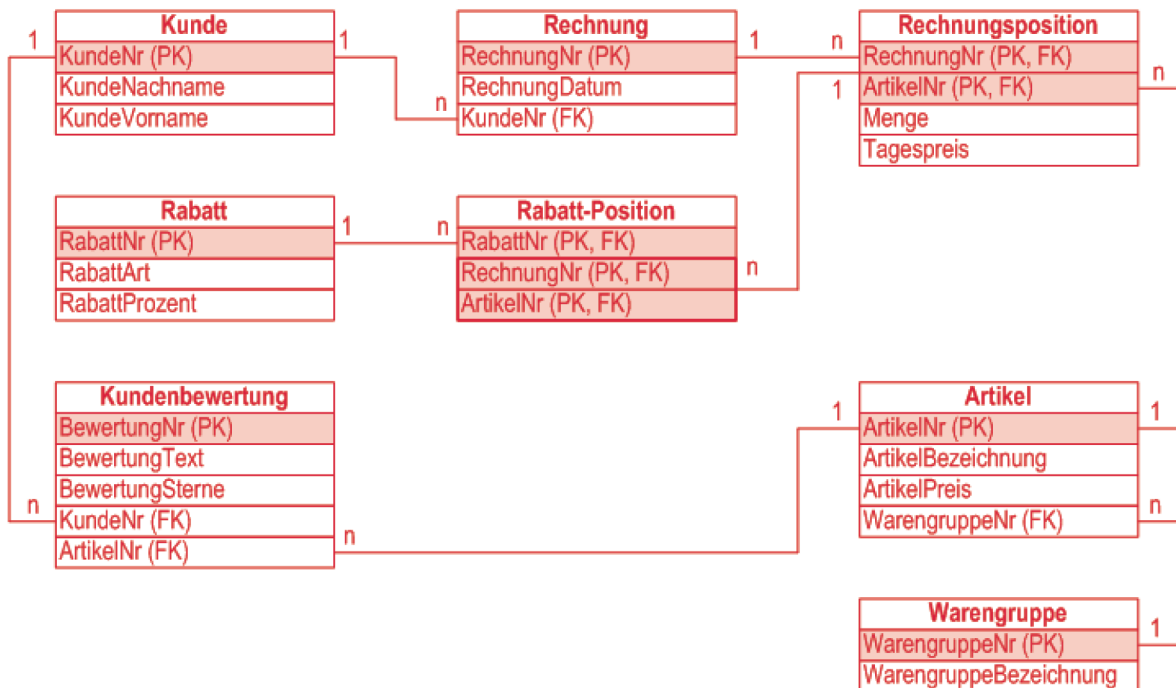 Kunde
1
KundeNr (PK)
1
KundeNachname
KundeVorname
Rechnung
RechnungNr (PK)
1
RechnungDatum
n
KundeNr (FK)
Rechnungsposition
n
RechnungNr (PK, FK)
1
ArtikelNr (PK, FK)
n
Menge
Tagespreis
Rabatt
RabattNr (PK)
1
RabattArt
RabattProzent
Rabatt-Position
n
RabattNr (PK, FK)
RechnungNr (PK, FK)
n
ArtikelNr (PK, FK)
Kundenbewertung
BewertungNr (PK)
BewertungText
BewertungSterne
n
KundeNr (FK)
ArtikelNr (FK)
n
Artikel
1
ArtikelNr (PK)
1
ArtikelBezeichnung
ArtikelPreis
WarengruppeNr (FK)
n
Warengruppe
WarengruppeNr (PK)
1
WarengruppeBezeichnung